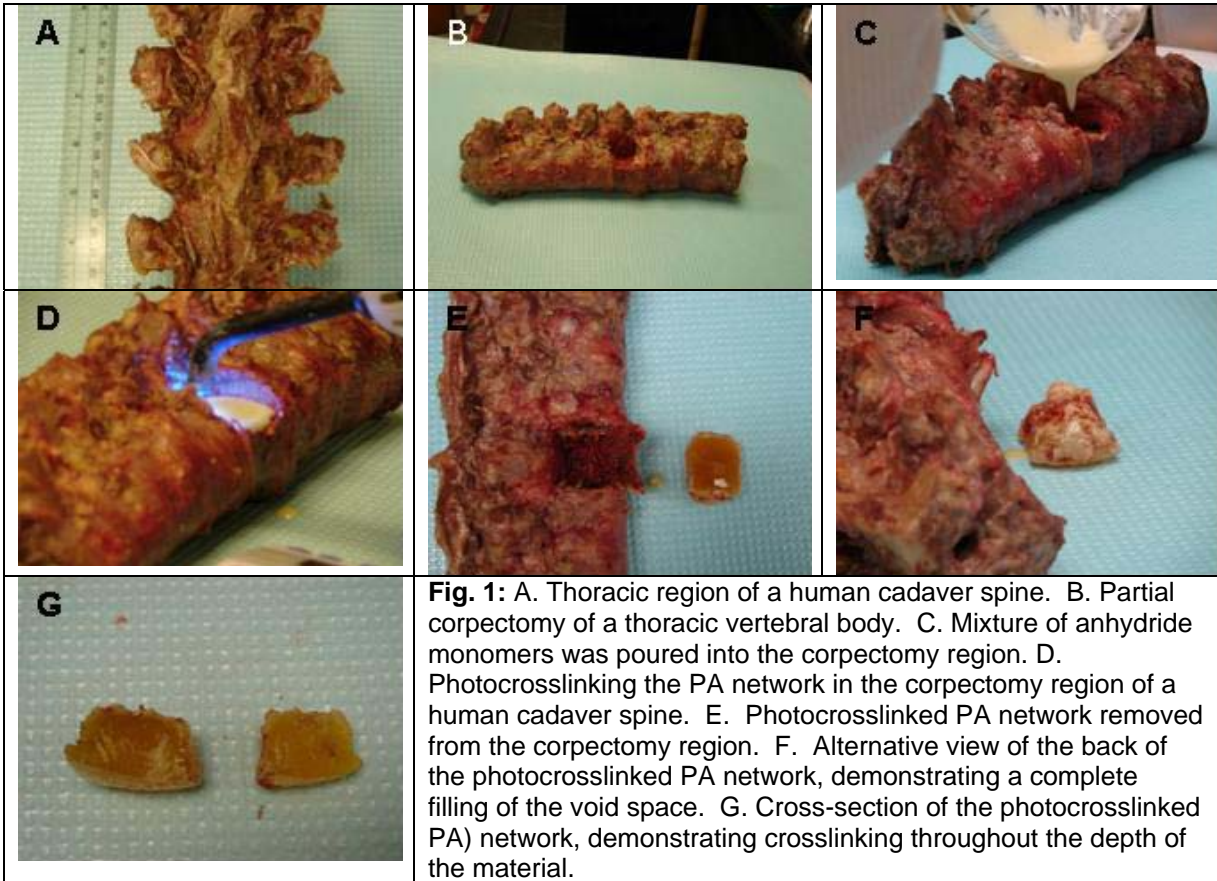 A
B
C
D
E
F
G
Fig. 1: A. Thoracic region of a human cadaver spine. B. Partial
corpectomy of a thoracic vertebral body. C. Mixture of anhydride
monomers was poured into the corpectomy region. D.
Photocrosslinking the PA network in the corpectomy region of a
human cadaver spine. E. Photocrosslinked PA network removed
from the corpectomy region. F. Alternative view of the back of
the photocrosslinked PA network, demonstrating a complete
filling of the void space. G. Cross-section of the photocrosslinked
PA) network, demonstrating crosslinking throughout the depth of
the material.